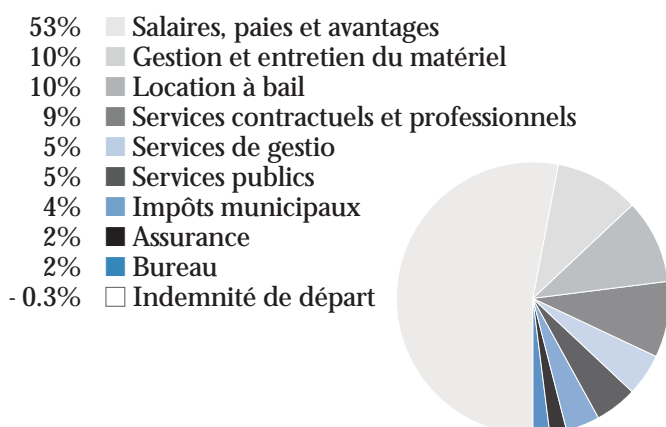 53% Salaires, paies et avantages
10% Gestion et entretien du matériel
10% Location à bail
9% Services contractuels et professionnels
5% Services de gestio
5% Services publics
4% Impôts municipaux
2% Assurance
2% Bureau
- 0.3% Indemnité de départ